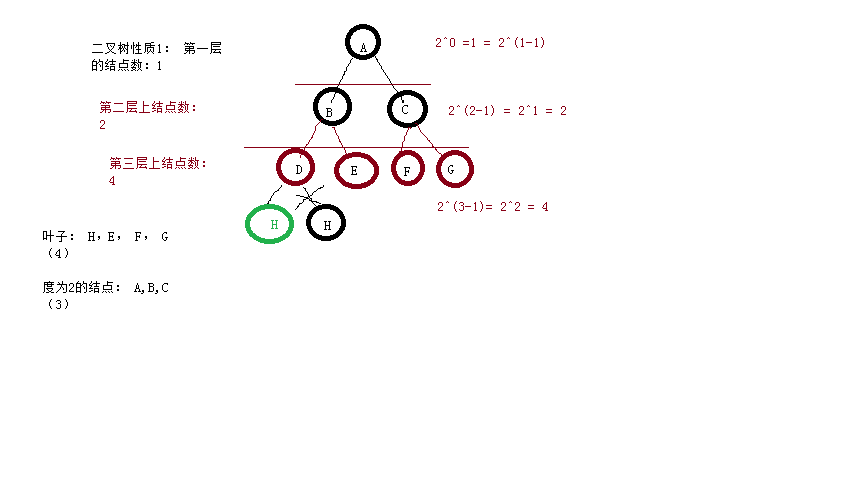 A
2^0 =1 = 2^(1-1)
二叉树性质1： 第一层
的结点数：1
第二层上结点数：
2
B
C
2^(2-1) = 2^1 = 2
第三层上结点数：
4
D
E
F
G
2^(3-1)= 2^2 = 4
H
H
叶子： H，E， F， G
（4）
度为2的结点： A,B,C
（3）